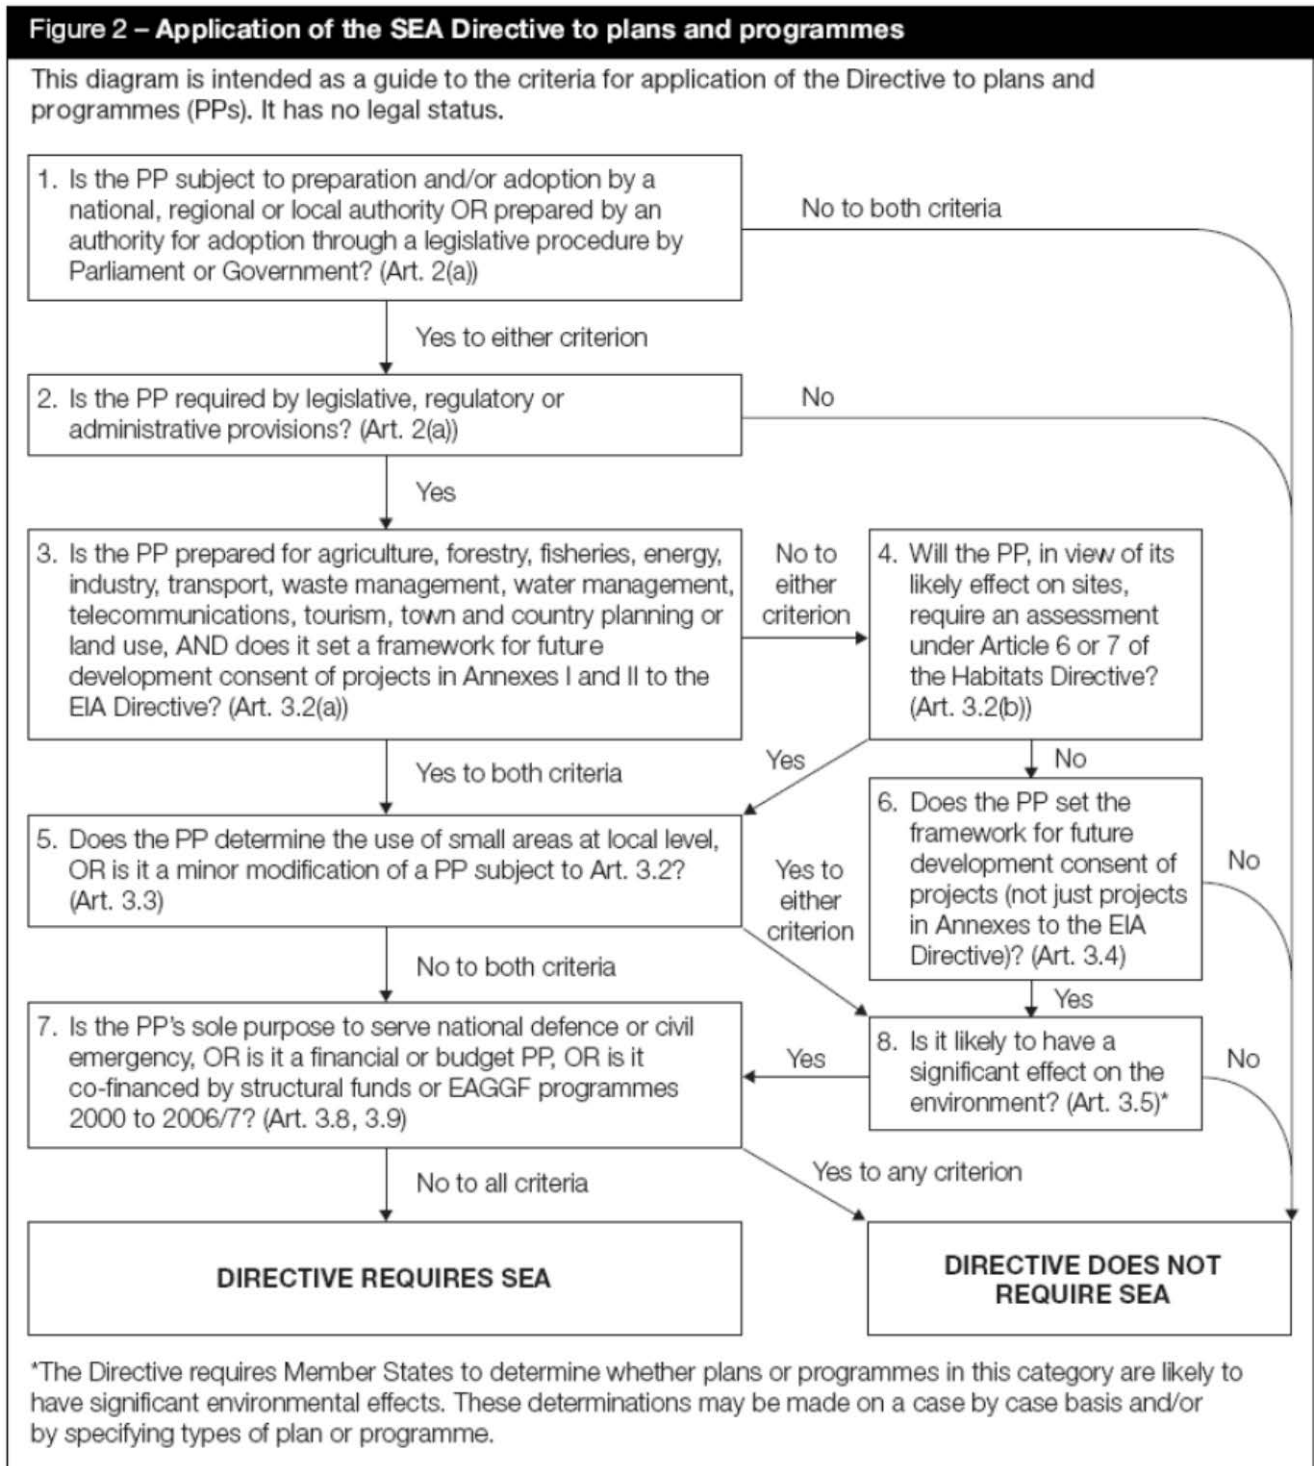 Figure 2 – Application of the SEA Directive to plans and programmes
This diagram is intended as a guide to the criteria for application of the Directive to plans and
programmes (PPs). It has no legal status.
1. Is the PP subject to preparation and/or adoption by a
national, regional or local authority OR prepared by an
authority for adoption through a legislative procedure by
Parliament or Government? (Art. 2(a))
No to both criteria
Yes to either criterion
2. Is the PP required by legislative, regulatory or
administrative provisions? (Art. 2(a))
No
Yes
3. Is the PP prepared for agriculture, forestry, fisheries, energy,
industry, transport, waste management, water management,
telecommunications, tourism, town and country planning or
land use, AND does it set a framework for future
development consent of projects in Annexes I and II to the
EIA Directive? (Art. 3.2(a))
No to
either
criterion
4. Will the PP, in view of its
likely effect on sites,
require an assessment
under Article 6 or 7 of
the Habitats Directive?
(Art. 3.2(b))
Yes to both criteria
Yes
No
5. Does the PP determine the use of small areas at local level,
OR is it a minor modification of a PP subject to Art. 3.2?
(Art. 3.3)
Yes to
either
criterion
6. Does the PP set the
framework for future
development consent of
projects (not just projects
in Annexes to the EIA
Directive)? (Art. 3.4)
No
No to both criteria
Yes
7. Is the PP's sole purpose to serve national defence or civil
emergency, OR is it a financial or budget PP, OR is it
co-financed by structural funds or EAGGF programmes
2000 to 2006/7? (Art. 3.8, 3.9)
Yes
8. Is it likely to have a
significant effect on the
environment? (Art. 3.5)*
No
No to all criteria
Yes to any criterion
DIRECTIVE REQUIRES SEA
DIRECTIVE DOES NOT
REQUIRE SEA
*The Directive requires Member States to determine whether plans or programmes in this category are likely to
have significant environmental effects. These determinations may be made on a case by case basis and/or
by specifying types of plan or programme.